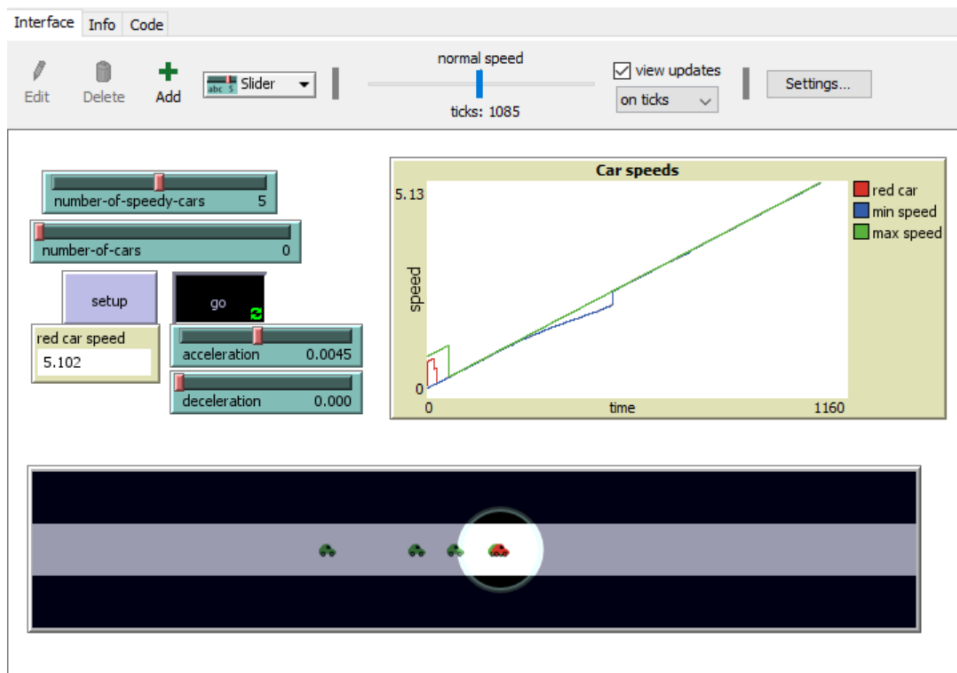 Interface Info Code
normal speed
Edit Delete Add abc 5 Slider view updates
on ticks
Settings...
ticks: 1085
number-of-speedy-cars 5
number-of-cars 0
setup go
red car speed
5.102
acceleration 0.0045
deceleration 0.000
Car speeds
5.13
speed
0
0 time 1160
red car
min speed
max speed